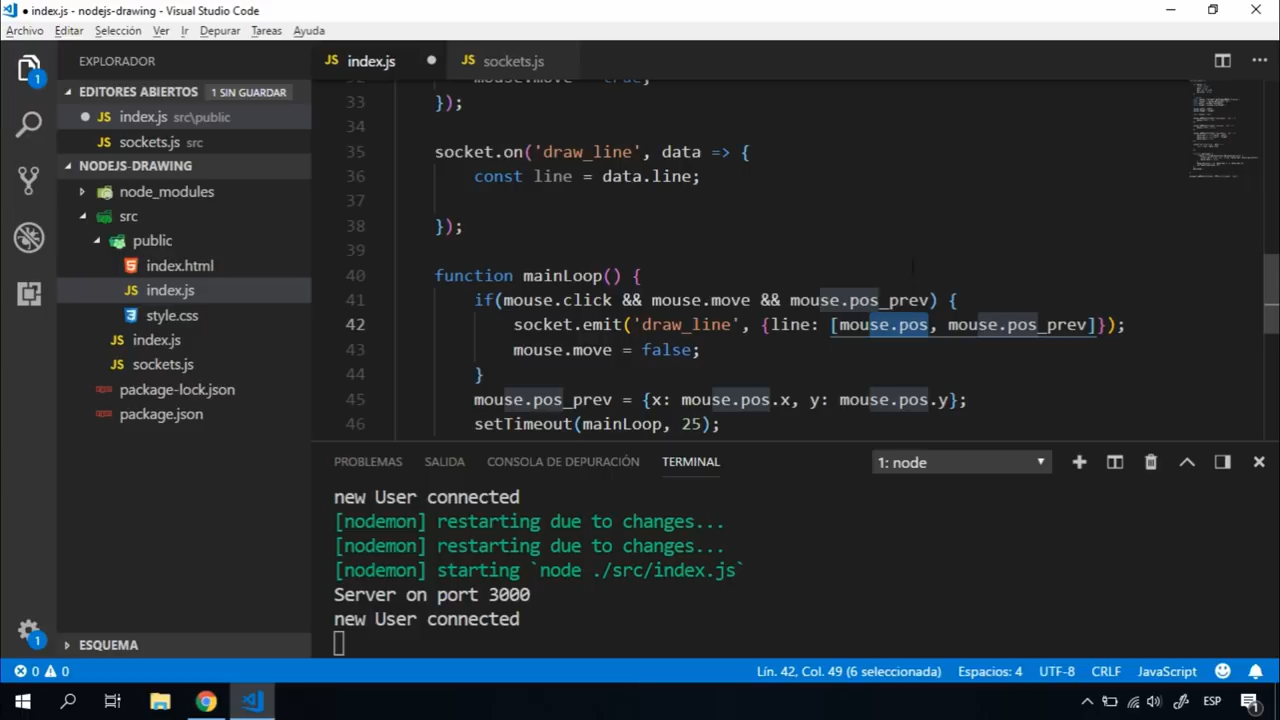 ● index.js - nodejs-drawing - Visual Studio Code
Archivo Editar Selección Ver Ir Depurar Tareas Ayuda
EXPLORADOR
EDITORES ABIERTOS 1 SIN GUARDAR
index.js src\public
sockets.js src
NODEJS-DRAWING
node_modules
src
public
index.html
index.js
style.css
index.js
sockets.js
package-lock.json
package.json
ESQUEMA
index.js
sockets.js
33 });
34
35 socket.on('draw_line', data => {
36 const line = data.line;
37
38 });
39
40 function mainLoop() {
41 if(mouse.click && mouse.move && mouse.pos_prev) {
42 socket.emit('draw_line', {line: [mouse.pos, mouse.pos_prev]});
43 mouse.move = false;
44 }
45 mouse.pos_prev = {x: mouse.pos.x, y: mouse.pos.y};
46 setTimeout(mainLoop, 25);
PROBLEMAS SALIDA CONSOLA DE DEPURACIÓN TERMINAL 1: node
new User connected
[nodemon] restarting due to changes...
[nodemon] restarting due to changes...
[nodemon] starting `node ./src/index.js`
Server on port 3000
new User connected
0 0 Lín. 42, Col. 49 (6 seleccionada) Espacios: 4 UTF-8 CRLF JavaScript
ESP